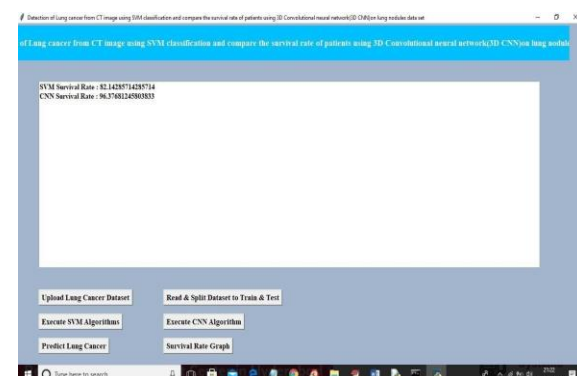 Detection of Lung cancer from CT image using SVM classification and compare the survival rate of patients using 3D Convolutional neural network(3D CNN)on lung nodules data set
of Lung cancer from CT image using SVM classification and compare the survival rate of patients using 3D Convolutional neural network(3D CNN)on lung nodule
SVM Survival Rate : 82.14285714285714
CNN Survival Rate : 96.37681245803833
Upload Lung Cancer Dataset
Read & Split Dataset to Train & Test
Execute SVM Algorithms
Execute CNN Algorithm
Predict Lung Cancer
Survival Rate Graph
Type here to search